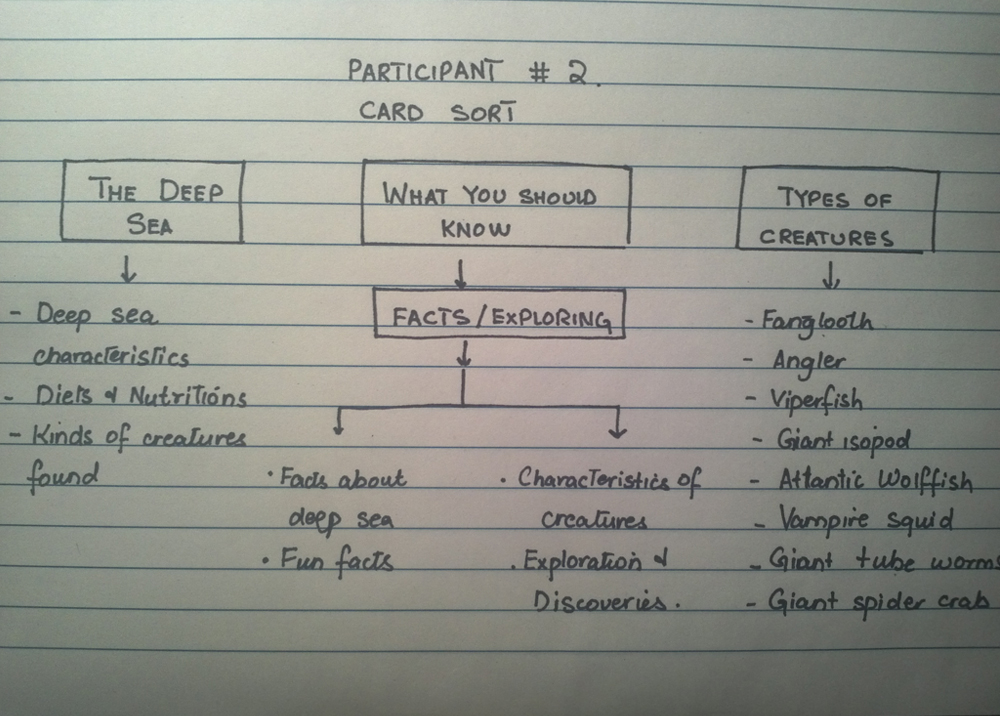 PARTICIPANT # 2.
CARD SORT
THE DEEP
SEA
- Deep sea
characteristics
- Diets & Nutritions
- Kinds of creatures
found
WHAT YOU SHOULD
KNOW
FACTS/EXPLORING
· Facts about
deep sea
· Fun facts
· Characteristics of
creatures
· Exploration &
Discoveries.
TYPES OF
CREATURES
- Fangtooth
- Angler
- Viperfish
- Giant isopod
- Atlantic Wolffish
- Vampire squid
- Giant tube worms
- Giant spider crab